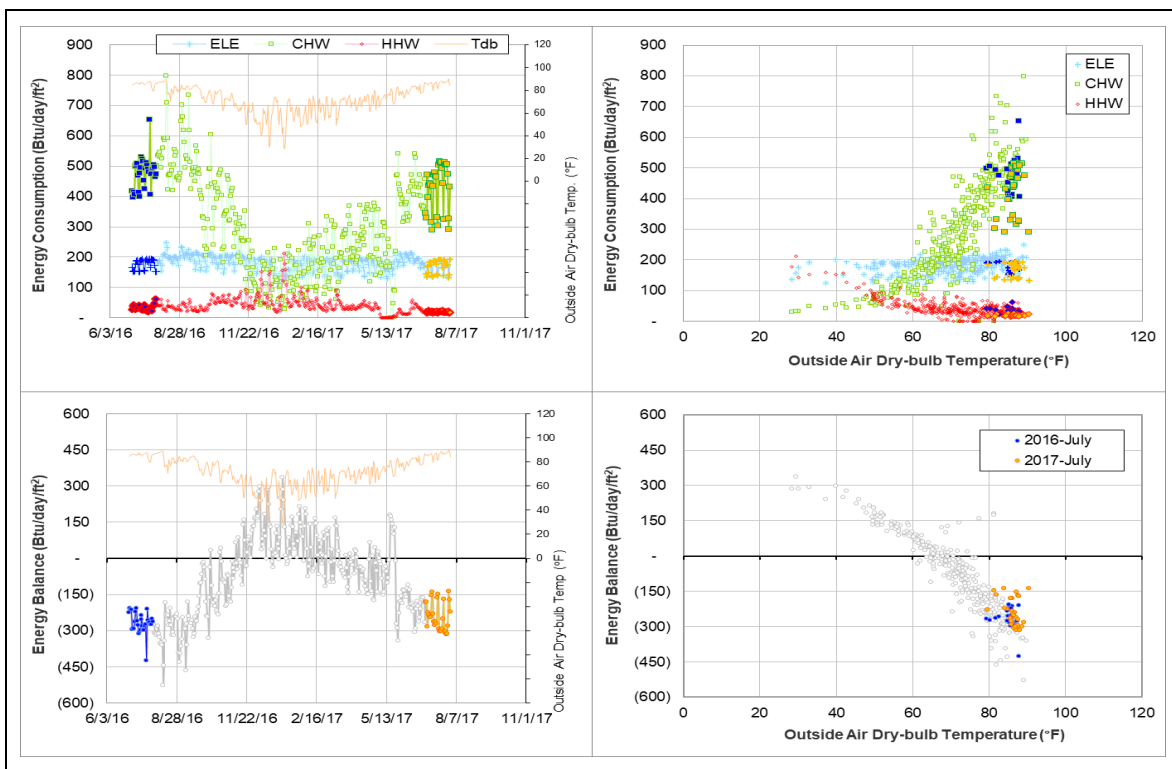 ELE CHW HHW Tdb
Energy Consumption (Btu/day/ft²)
900
800
700
600
500
400
300
200
100
-
120
100
80
60
40
20
0
Outside Air Dry-bulb Temp. (°F)
6/3/16 8/28/16 11/22/16 2/16/17 5/13/17 8/7/17 11/1/17
Energy Consumption (Btu/day/ft²)
900
800
700
600
500
400
300
200
100
-
ELE
CHW
HHW
0 20 40 60 80 100 120
Outside Air Dry-bulb Temperature (°F)
Energy Balance (Btu/day/ft²)
600
450
300
150
-
(150)
(300)
(450)
(600)
120
100
80
60
40
20
0
Outside Air Dry-bulb Temp (°F)
6/3/16 8/28/16 11/22/16 2/16/17 5/13/17 8/7/17 11/1/17
Energy Balance (Btu/day/ft²)
600
450
300
150
-
(150)
(300)
(450)
(600)
2016-July
2017-July
0 20 40 60 80 100 120
Outside Air Dry-bulb Temperature (°F)